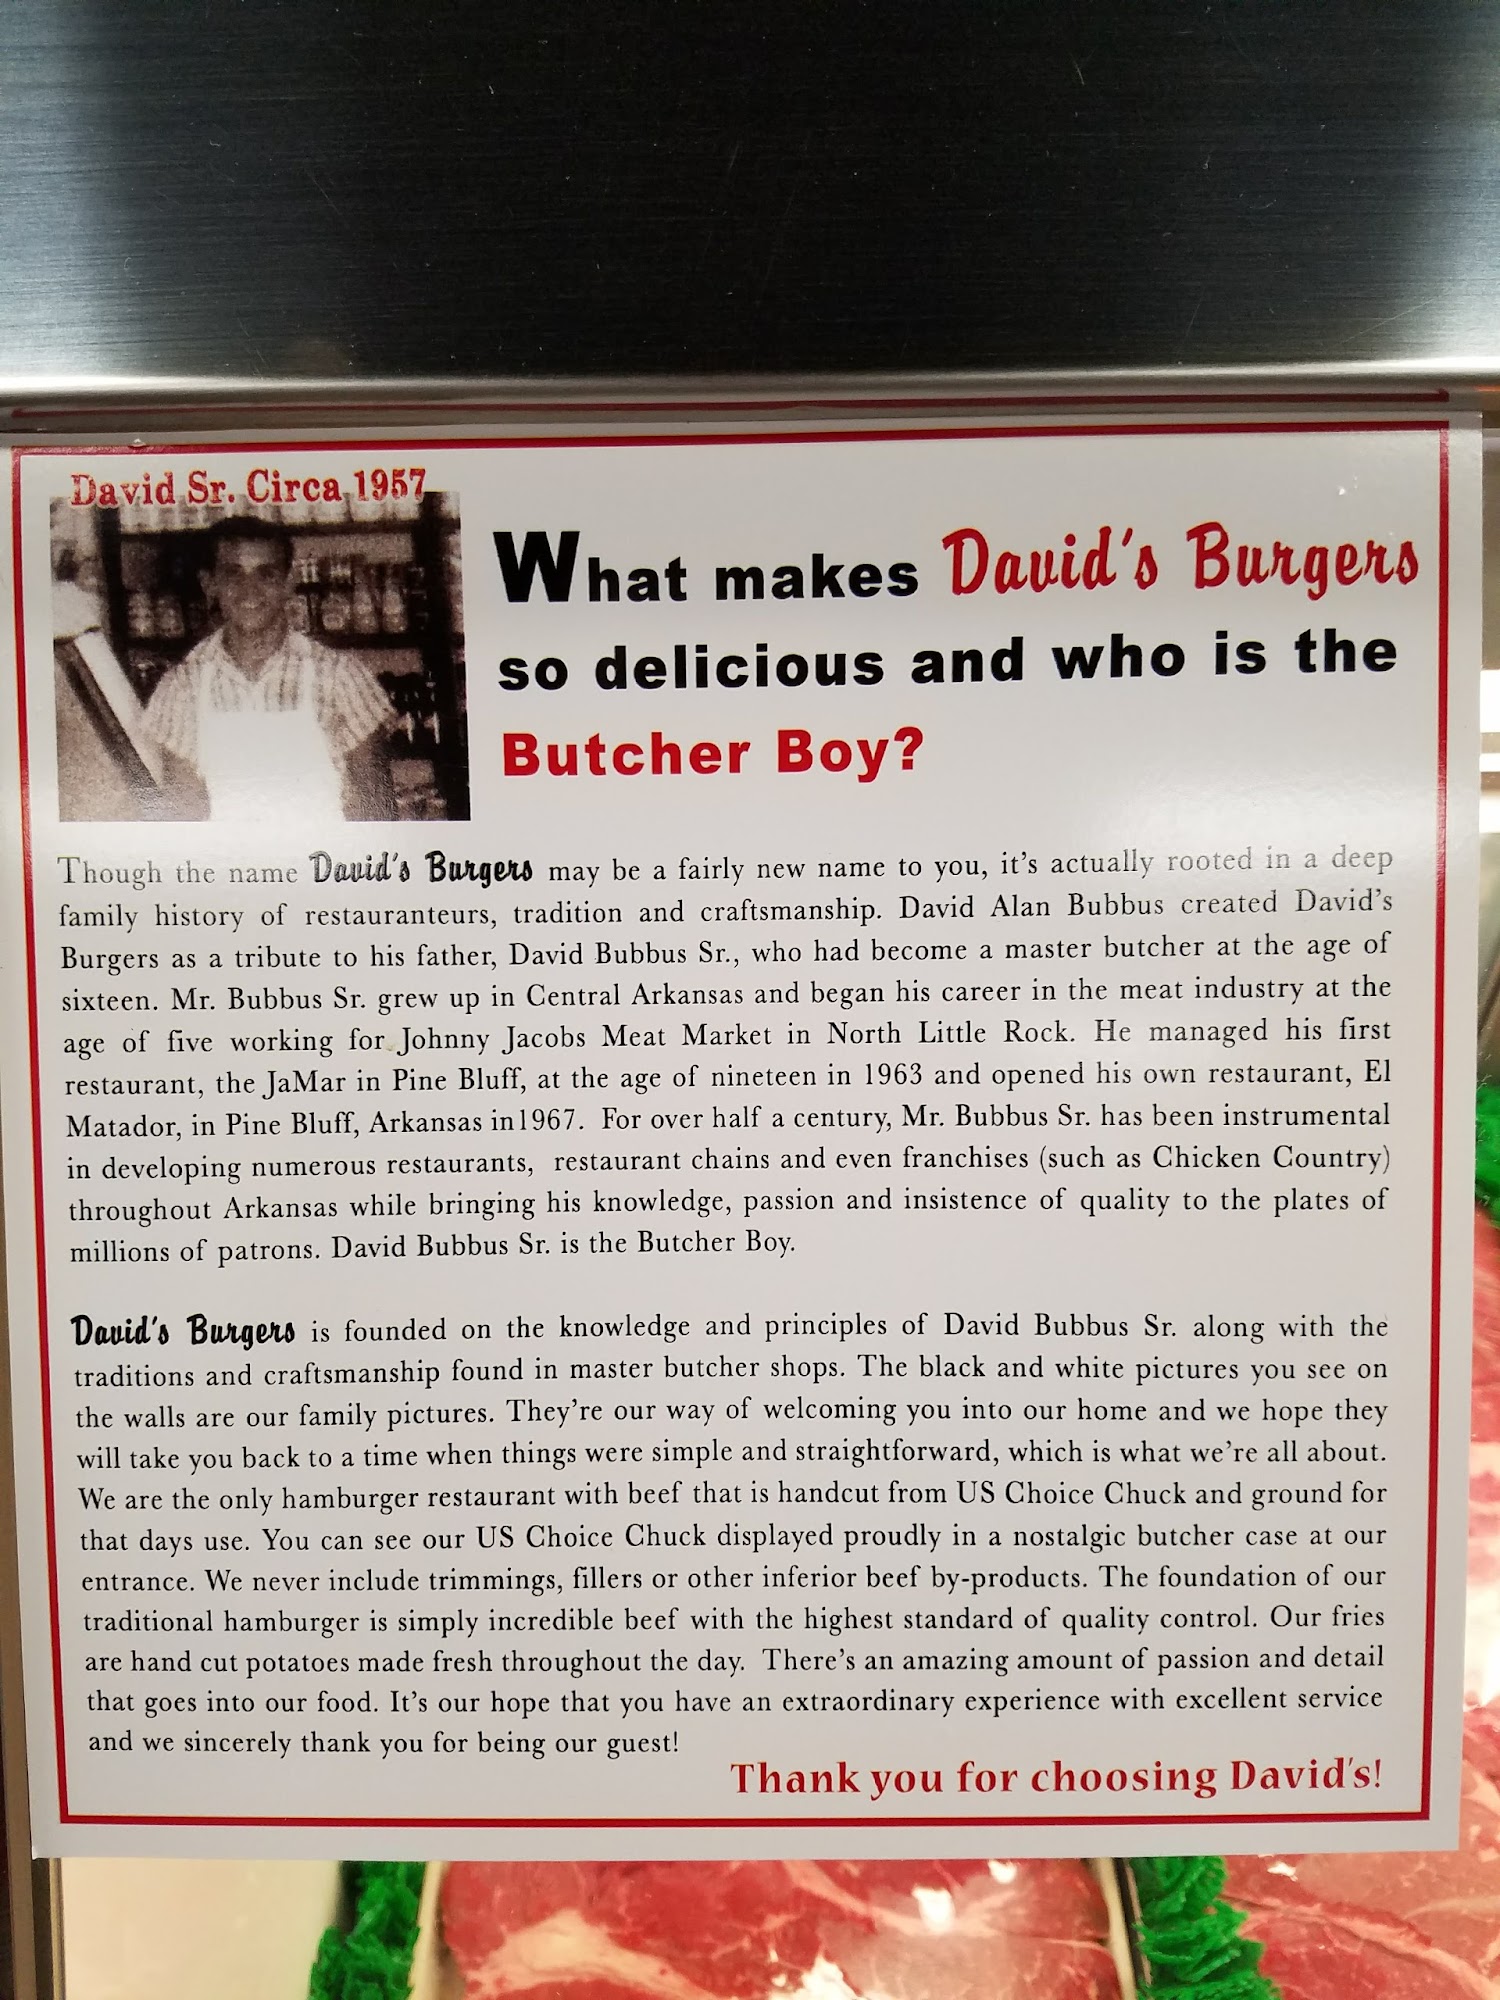 David Sr. Circa 1957
What makes David's Burgers
so delicious and who is the
Butcher Boy?
Though the name David's Burgers may be a fairly new name to you, it's actually rooted in a deep
family history of restauranteurs, tradition and craftsmanship. David Alan Bubbus created David's
Burgers as a tribute to his father, David Bubbus Sr., who had become a master butcher at the age of
sixteen. Mr. Bubbus Sr. grew up in Central Arkansas and began his career in the meat industry at the
age of five working for Johnny Jacobs Meat Market in North Little Rock. He managed his first
restaurant, the JaMar in Pine Bluff, at the age of nineteen in 1963 and opened his own restaurant, El
Matador, in Pine Bluff, Arkansas in1967. For over half a century, Mr. Bubbus Sr. has been instrumental
in developing numerous restaurants, restaurant chains and even franchises (such as Chicken Country)
throughout Arkansas while bringing his knowledge, passion and insistence of quality to the plates of
millions of patrons. David Bubbus Sr. is the Butcher Boy.
David's Burgers is founded on the knowledge and principles of David Bubbus Sr. along with the
traditions and craftsmanship found in master butcher shops. The black and white pictures you see on
the walls are our family pictures. They're our way of welcoming you into our home and we hope they
will take you back to a time when things were simple and straightforward, which is what we're all about.
We are the only hamburger restaurant with beef that is handcut from US Choice Chuck and ground for
that days use. You can see our US Choice Chuck displayed proudly in a nostalgic butcher case at our
entrance. We never include trimmings, fillers or other inferior beef by-products. The foundation of our
traditional hamburger is simply incredible beef with the highest standard of quality control. Our fries
are hand cut potatoes made fresh throughout the day. There's an amazing amount of passion and detail
that goes into our food. It's our hope that you have an extraordinary experience with excellent service
and we sincerely thank you for being our guest!
Thank you for choosing David's!